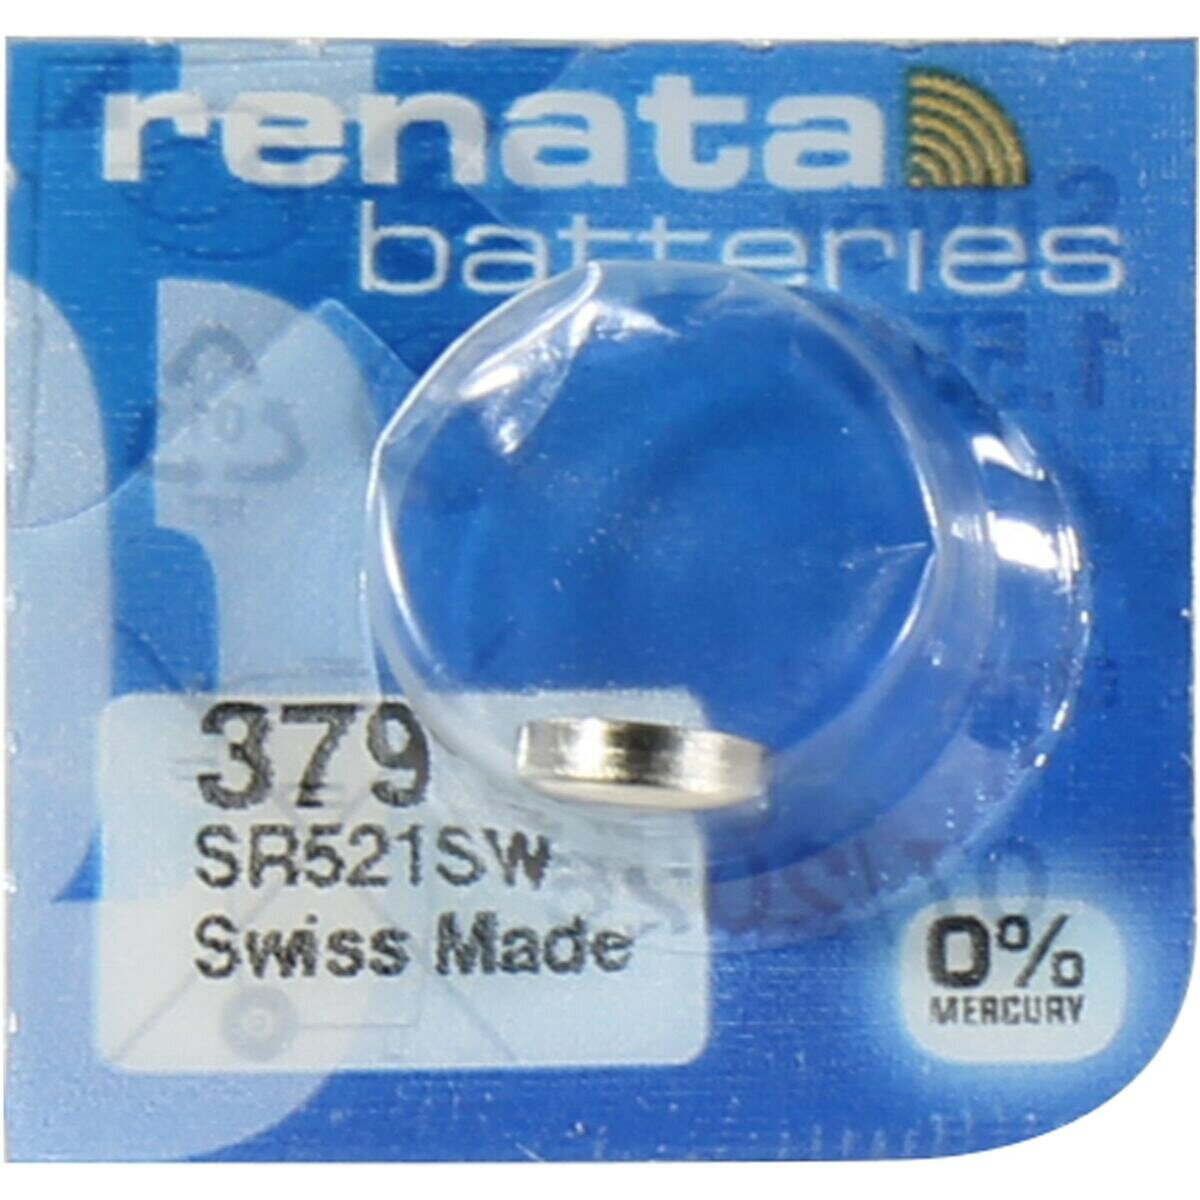 renata
batteries
379
SR521SW
Swiss Made
0%
MERCURY